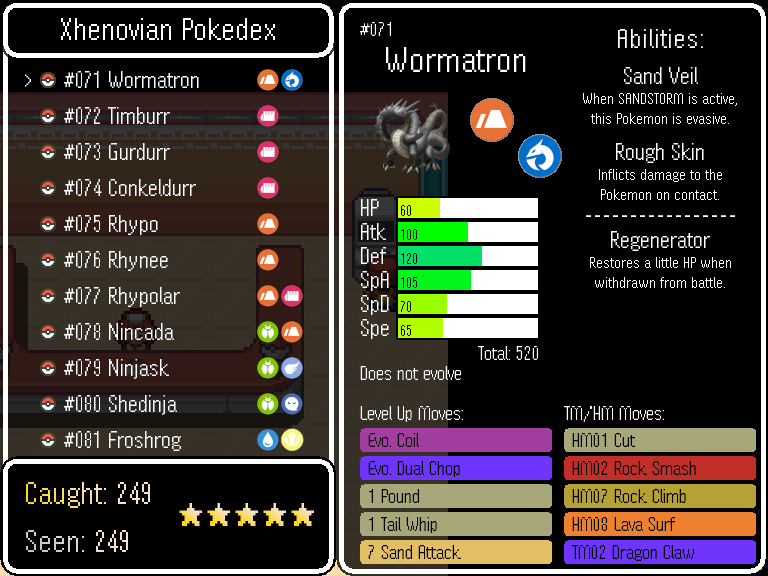 Xhenovian Pokedex
> #071 Wormatron
#072 Timburr
#073 Gurdurr
#074 Conkeldurr
#075 Rhypo
#076 Rhynee
#077 Rhypolar
#078 Nincada
#079 Ninjask
#080 Shedinja
#081 Froshrog
Caught: 249
Seen: 249
#071
Wormatron
HP 60
Atk 100
Def 120
SpA 105
SpD 70
Spe 65
Total: 520
Does not evolve
Abilities:
Sand Veil
When SANDSTORM is active,
this Pokemon is evasive.
Rough Skin
Inflicts damage to the
Pokemon on contact.
Regenerator
Restores a little HP when
withdrawn from battle.
Level Up Moves:
Evo. Coil
Evo. Dual Chop
1 Pound
1 Tail Whip
7 Sand Attack
TM/HM Moves:
HM01 Cut
HM02 Rock Smash
HM07 Rock Climb
HM08 Lava Surf
TM02 Dragon Claw